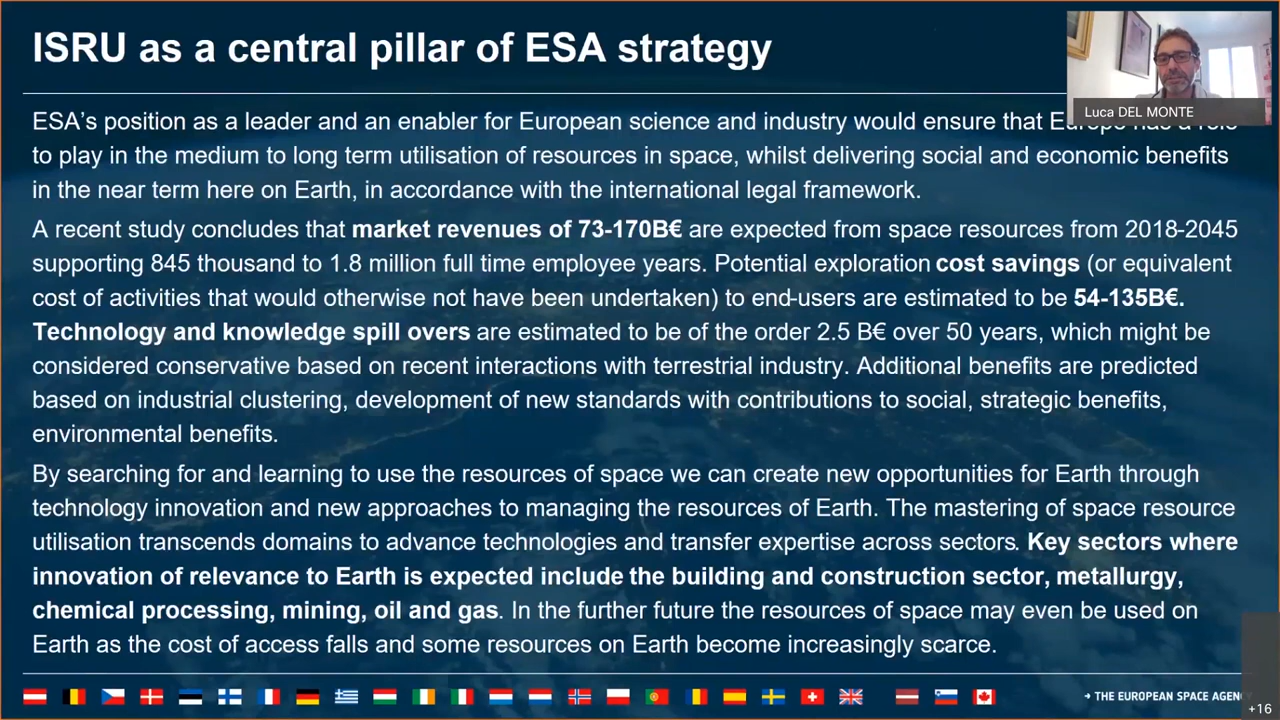 ISRU as a central pillar of ESA strategy
Luca DEL MONTE
ESA's position as a leader and an enabler for European science and industry would ensure that Europe has a role
to play in the medium to long term utilisation of resources in space, whilst delivering social and economic benefits
in the near term here on Earth, in accordance with the international legal framework.
A recent study concludes that market revenues of 73-170B€ are expected from space resources from 2018-2045
supporting 845 thousand to 1.8 million full time employee years. Potential exploration cost savings (or equivalent
cost of activities that would otherwise not have been undertaken) to end-users are estimated to be 54-135B€.
Technology and knowledge spill overs are estimated to be of the order 2.5 B€ over 50 years, which might be
considered conservative based on recent interactions with terrestrial industry. Additional benefits are predicted
based on industrial clustering, development of new standards with contributions to social, strategic benefits,
environmental benefits.
By searching for and learning to use the resources of space we can create new opportunities for Earth through
technology innovation and new approaches to managing the resources of Earth. The mastering of space resource
utilisation transcends domains to advance technologies and transfer expertise across sectors. Key sectors where
innovation of relevance to Earth is expected include the building and construction sector, metallurgy,
chemical processing, mining, oil and gas. In the further future the resources of space may even be used on
Earth as the cost of access falls and some resources on Earth become increasingly scarce.
→ THE EUROPEAN SPACE AGENCY
+16